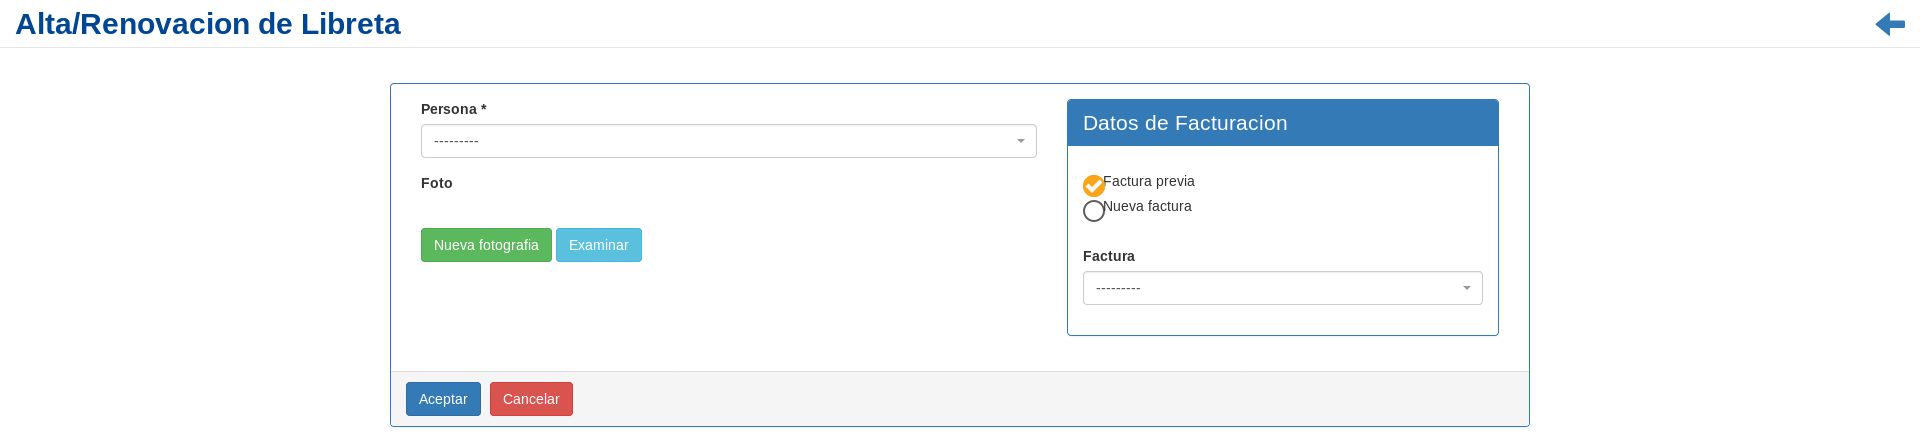 Alta/Renovacion de Libreta
Persona *
---------
Foto
Nueva fotografia
Examinar
Datos de Facturacion
Factura previa
Nueva factura
Factura
---------
Aceptar
Cancelar